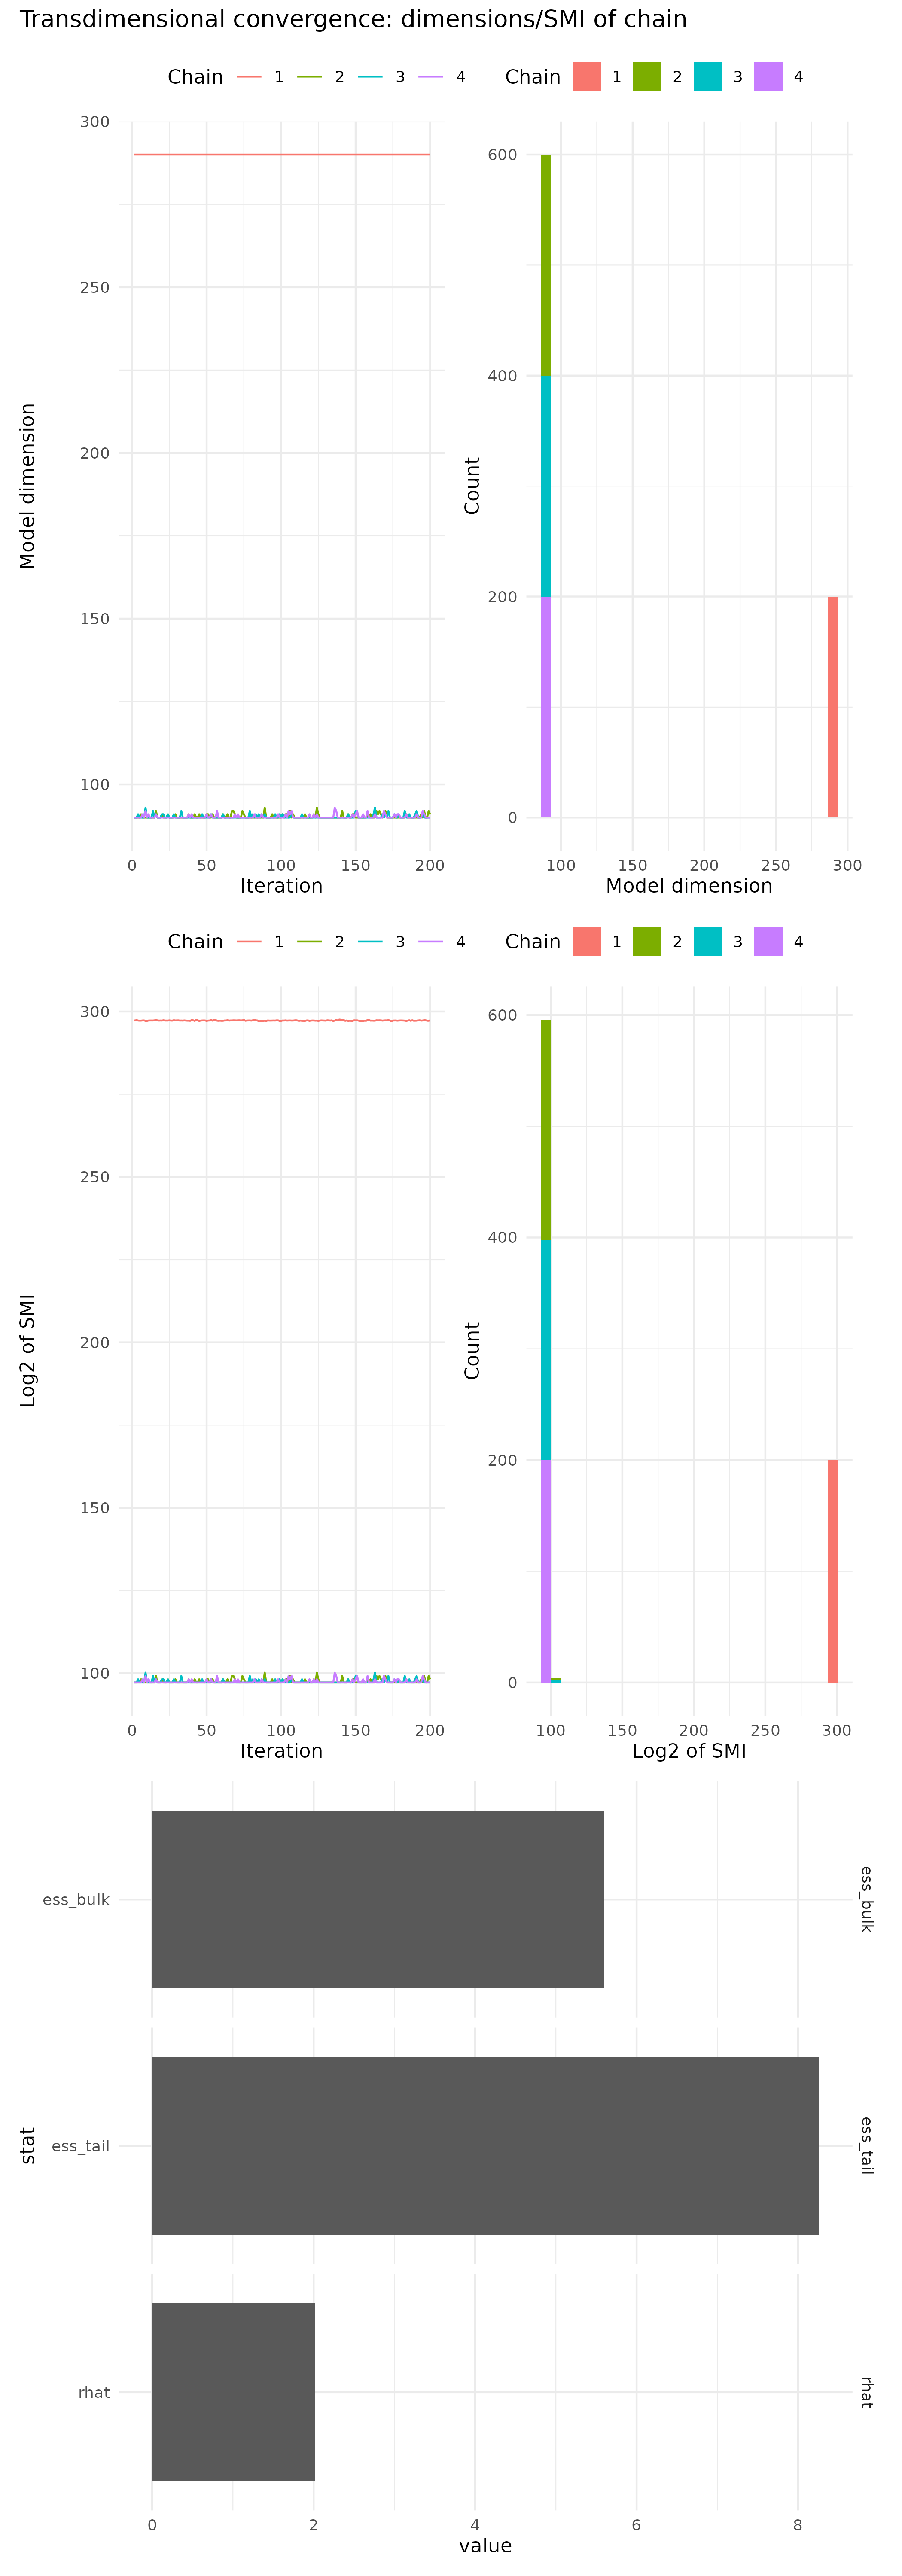 Transdimensional convergence: dimensions/SMI of chain
Chain 1 2 3 4
Chain 1 2 3 4
300
250
200
150
100
Model dimension
0 50 100 150 200
Iteration
600
400
200
0
Count
100 150 200 250 300
Model dimension
Chain 1 2 3 4
Chain 1 2 3 4
300
250
200
150
100
Log2 of SMI
0 50 100 150 200
Iteration
600
400
200
0
Count
100 150 200 250 300
Log2 of SMI
stat
ess_bulk
ess_bulk
ess_tail
ess_tail
rhat
rhat
0 2 4 6 8
value